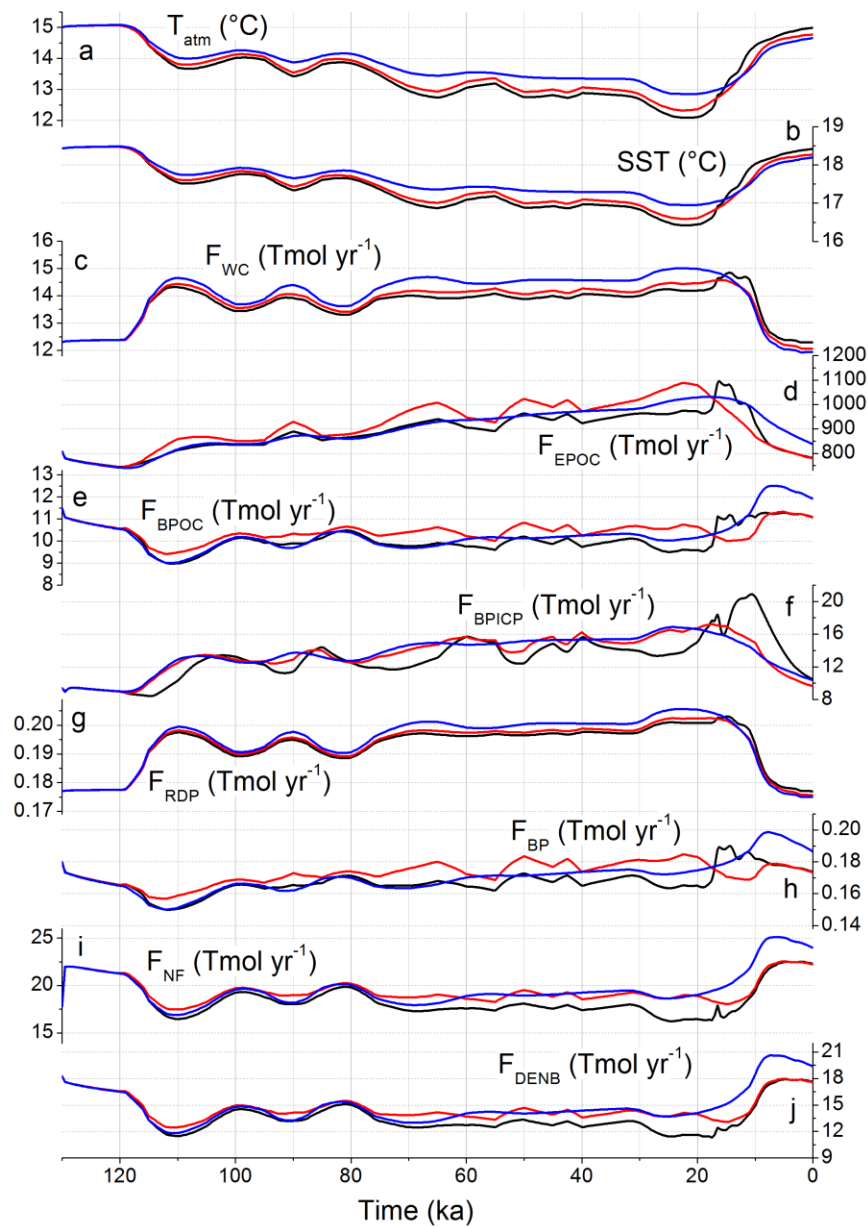 15
14
13
12
a
T_atm (°C)
b
19
18
17
16
SST (°C)
16
15
14
13
12
c
F_WC (Tmol yr⁻¹)
1200
1100
1000
900
800
d
F_EPOC (Tmol yr⁻¹)
13
12
11
10
9
8
e
F_BPOC (Tmol yr⁻¹)
F_BPICP (Tmol yr⁻¹)
f
20
16
12
8
g
0.20
0.19
0.18
0.17
F_RDP (Tmol yr⁻¹)
F_BP (Tmol yr⁻¹)
0.20
0.18
0.16
0.14
h
i
25
20
15
F_NF (Tmol yr⁻¹)
F_DENB (Tmol yr⁻¹)
21
18
15
12
9
j
120 100 80 60 40 20 0
Time (ka)